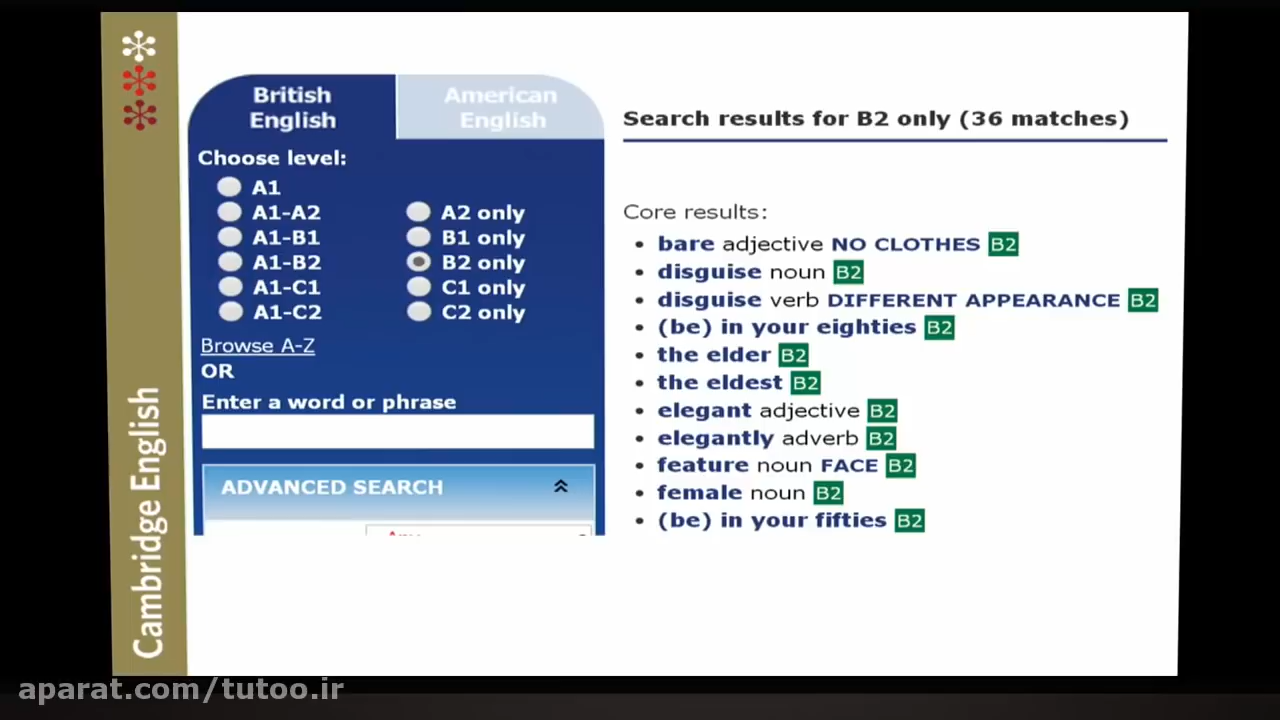 Cambridge English
British
English
American
English
Choose level:
A1
A1-A2
A2 only
A1-B1
B1 only
A1-B2
B2 only
A1-C1
C1 only
A1-C2
C2 only
Browse A-Z
OR
Enter a word or phrase
ADVANCED SEARCH
Search results for B2 only (36 matches)
Core results:
• bare adjective NO CLOTHES B2
• disguise noun B2
• disguise verb DIFFERENT APPEARANCE B2
• (be) in your eighties B2
• the elder B2
• the eldest B2
• elegant adjective B2
• elegantly adverb B2
• feature noun FACE B2
• female noun B2
• (be) in your fifties B2
aparat.com/tutoo.ir